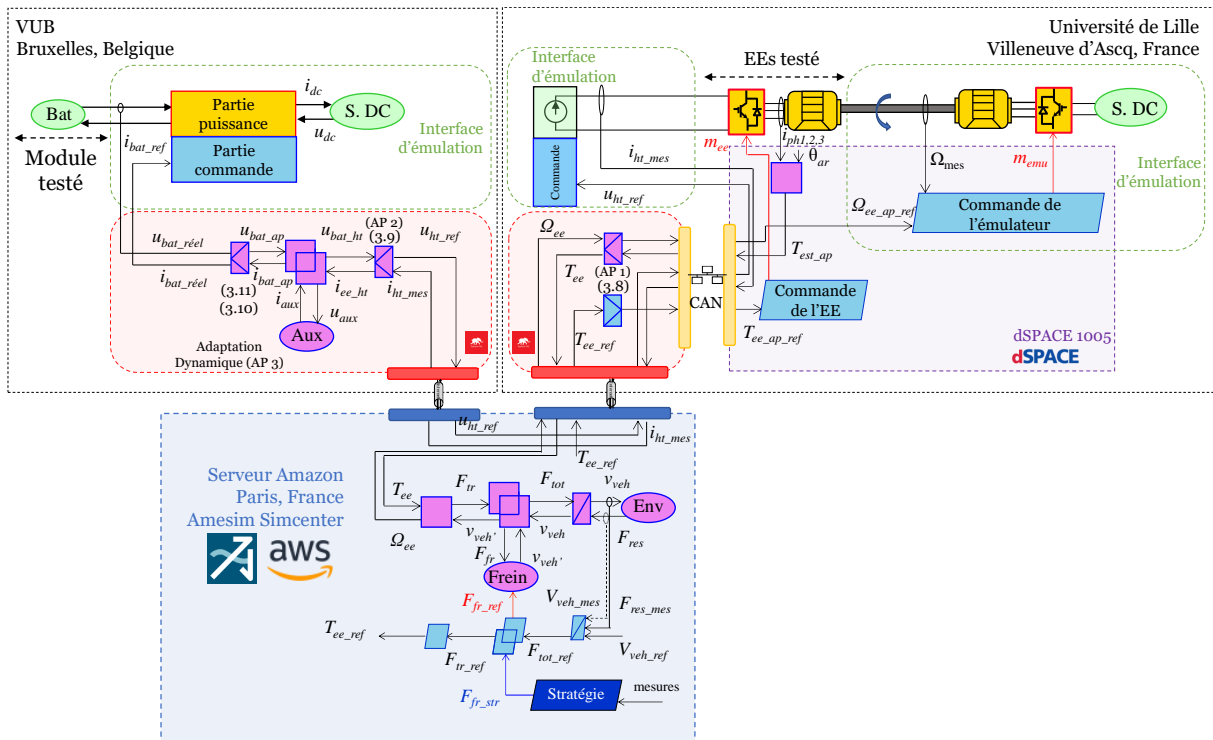 VUB
Bruxelles, Belgique
Université de Lille
Villeneuve d'Ascq, France
Bat
Partie
puissance
Partie
commande
i_dc
u_dc
S. DC
Interface
d'émulation
i_bat_ref
Module
testé
Interface
d'émulation
Commande
EEs testé
m_ee
i_ph1,2,3
θ_ar
i_ht_mes
u_ht_ref
Ω_mes
m_emu
S. DC
Interface
d'émulation
Commande de
l'émulateur
Ω_ee_ap_ref
T_est_ap
u_bat_réel
u_bat_ap
u_bat_ht
(AP 2)
(3.9)
u_ht_ref
i_bat_réel
i_bat_ap
i_ee_ht
i_ht_mes
(3.11)
(3.10)
i_aux
u_aux
Aux
Adaptation
Dynamique (AP 3)
Ω_ee
T_ee
(AP 1)
(3.8)
T_ee_ref
CAN
Commande
de l'EE
T_ee_ap_ref
dSPACE 1005
dSPACE
u_ht_ref
i_ht_mes
T_ee_ref
Serveur Amazon
Paris, France
Amesim Simcenter
aws
T_ee
F_tr
F_tot
v_veh
Env
Ω_ee
v_veh'
v_veh
F_res
F_fr
v_veh'
Frein
F_fr_ref
V_veh_mes
F_res_mes
T_ee_ref
F_tr_ref
F_tot_ref
V_veh_ref
F_fr_str
Stratégie
mesures